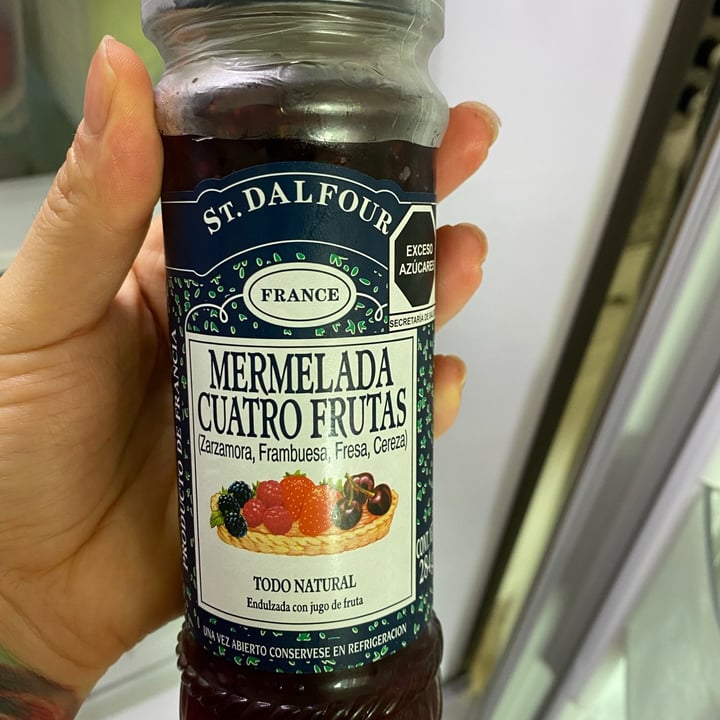 ST. DALFOUR
EXCESO
AZÚCARES
SECRETARÍA DE
FRANCE
MERMELADA
CUATRO FRUTAS
(Zarzamora, Frambuesa, Fresa, Cereza)
PRODUCTO DE FRANCIA
TODO NATURAL
Endulzada con jugo de fruta
UNA VEZ ABIERTO CONSERVESE EN REFRIGERACION